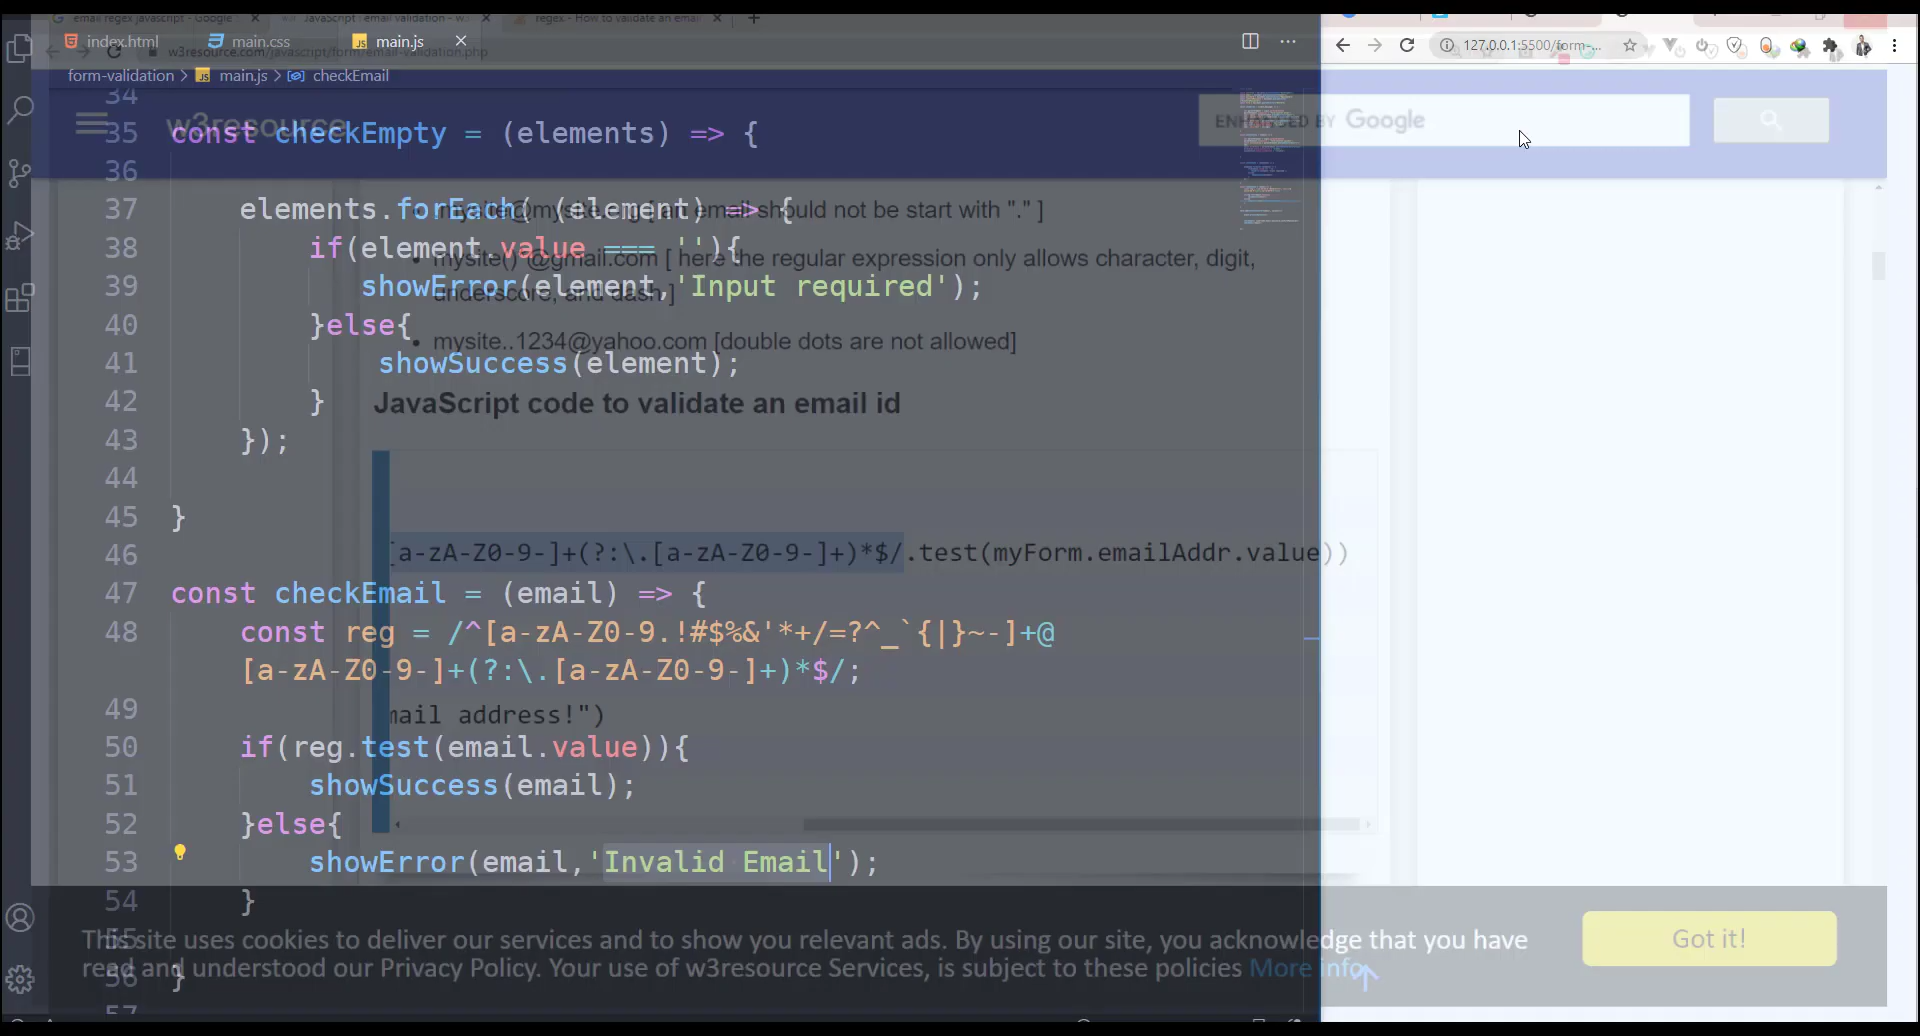 email regex javascript - Google
JavaScript : email validation - w3
regex - How to validate an email
index.html
main.css
main.js
w3resource.com/javascript/form/email-validation.php
127.0.0.1:5500/form-...
form-validation > main.js > checkEmail
w3resource
ENHANCED BY Google
34
35 const checkEmpty = (elements) => {
36
37 elements.forEach( (element) => {
mysite@mysite.org [ an email should not be start with "." ]
38 if(element.value === ''){
mysite()*@gmail.com [ here the regular expression only allows character, digit,
39 showError(element,'Input required');
underscore, and dash ]
40 }else{
mysite..1234@yahoo.com [double dots are not allowed]
41 showSuccess(element);
42 }
JavaScript code to validate an email id
43 });
44
45 }
46
[a-zA-Z0-9-]+(?:\.[a-zA-Z0-9-]+)*$/.test(myForm.emailAddr.value))
47 const checkEmail = (email) => {
48 const reg = /^[a-zA-Z0-9.!#$%&'*+/=?^_`{|}~-]+@
[a-zA-Z0-9-]+(?:\.[a-zA-Z0-9-]+)*$/;
49
mail address!")
50 if(reg.test(email.value)){
51 showSuccess(email);
52 }else{
53 showError(email,'Invalid Email');
54 }
55
This site uses cookies to deliver our services and to show you relevant ads. By using our site, you acknowledge that you have
read and understood our Privacy Policy. Your use of w3resource Services, is subject to these policies More info
Got it!
56 }
57